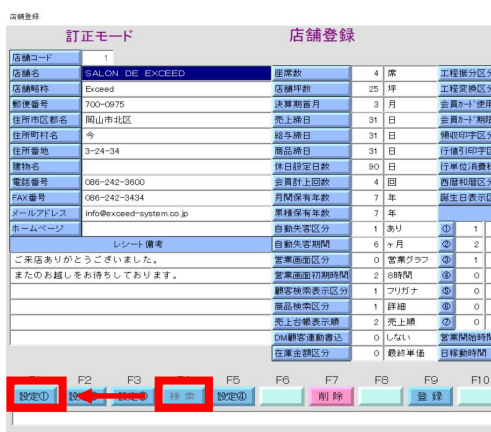 店舗登録
訂正モード 店舗登録
店舗コード 1
店舗名 SALON DE EXCEED 座席数 4 席 工程按分区分
店舗略称 Exceed 店舗坪数 25 坪 工程変換区分
郵便番号 700-0975 決算期首月 3 月 会員カード使用
住所市区郡名 岡山市北区 売上締日 31 日 会員カード期限
住所町村名 今 給与締日 31 日 領収印字区分
住所番地 3-24-34 商品締日 31 日 行値引印字区
建物名 休日設定日数 90 日 行単位消費税
電話番号 086-242-3600 会員計上回数 4 回 西暦和暦区分
FAX番号 086-242-3434 月間保有年数 7 年 誕生日表示区
メールアドレス info@exceed-system.co.jp 累積保有年数 7 年
ホームページ 自動失客区分 1 あり ① 1
レシート備考 自動失客期間 6 ヶ月 ② 2
ご来店ありがとうございました。 営業画面区分 0 営業グラフ ③ 1
またのお越しをお待ちしております。 営業画面初期時間 2 8時間 ④ 0
顧客検索表示区分 1 フリガナ ⑤ 0
商品検索区分 1 詳細 ⑥ 0
売上台帳表示順 2 売上順 ⑦ 0
DM顧客連動書込 0 しない 営業開始時間
在庫金額区分 0 最終単価 日稼動時間
F2 F3 F5 F6 F7 F8 F9 F10
設定① 検索 設定④ 削除 登録